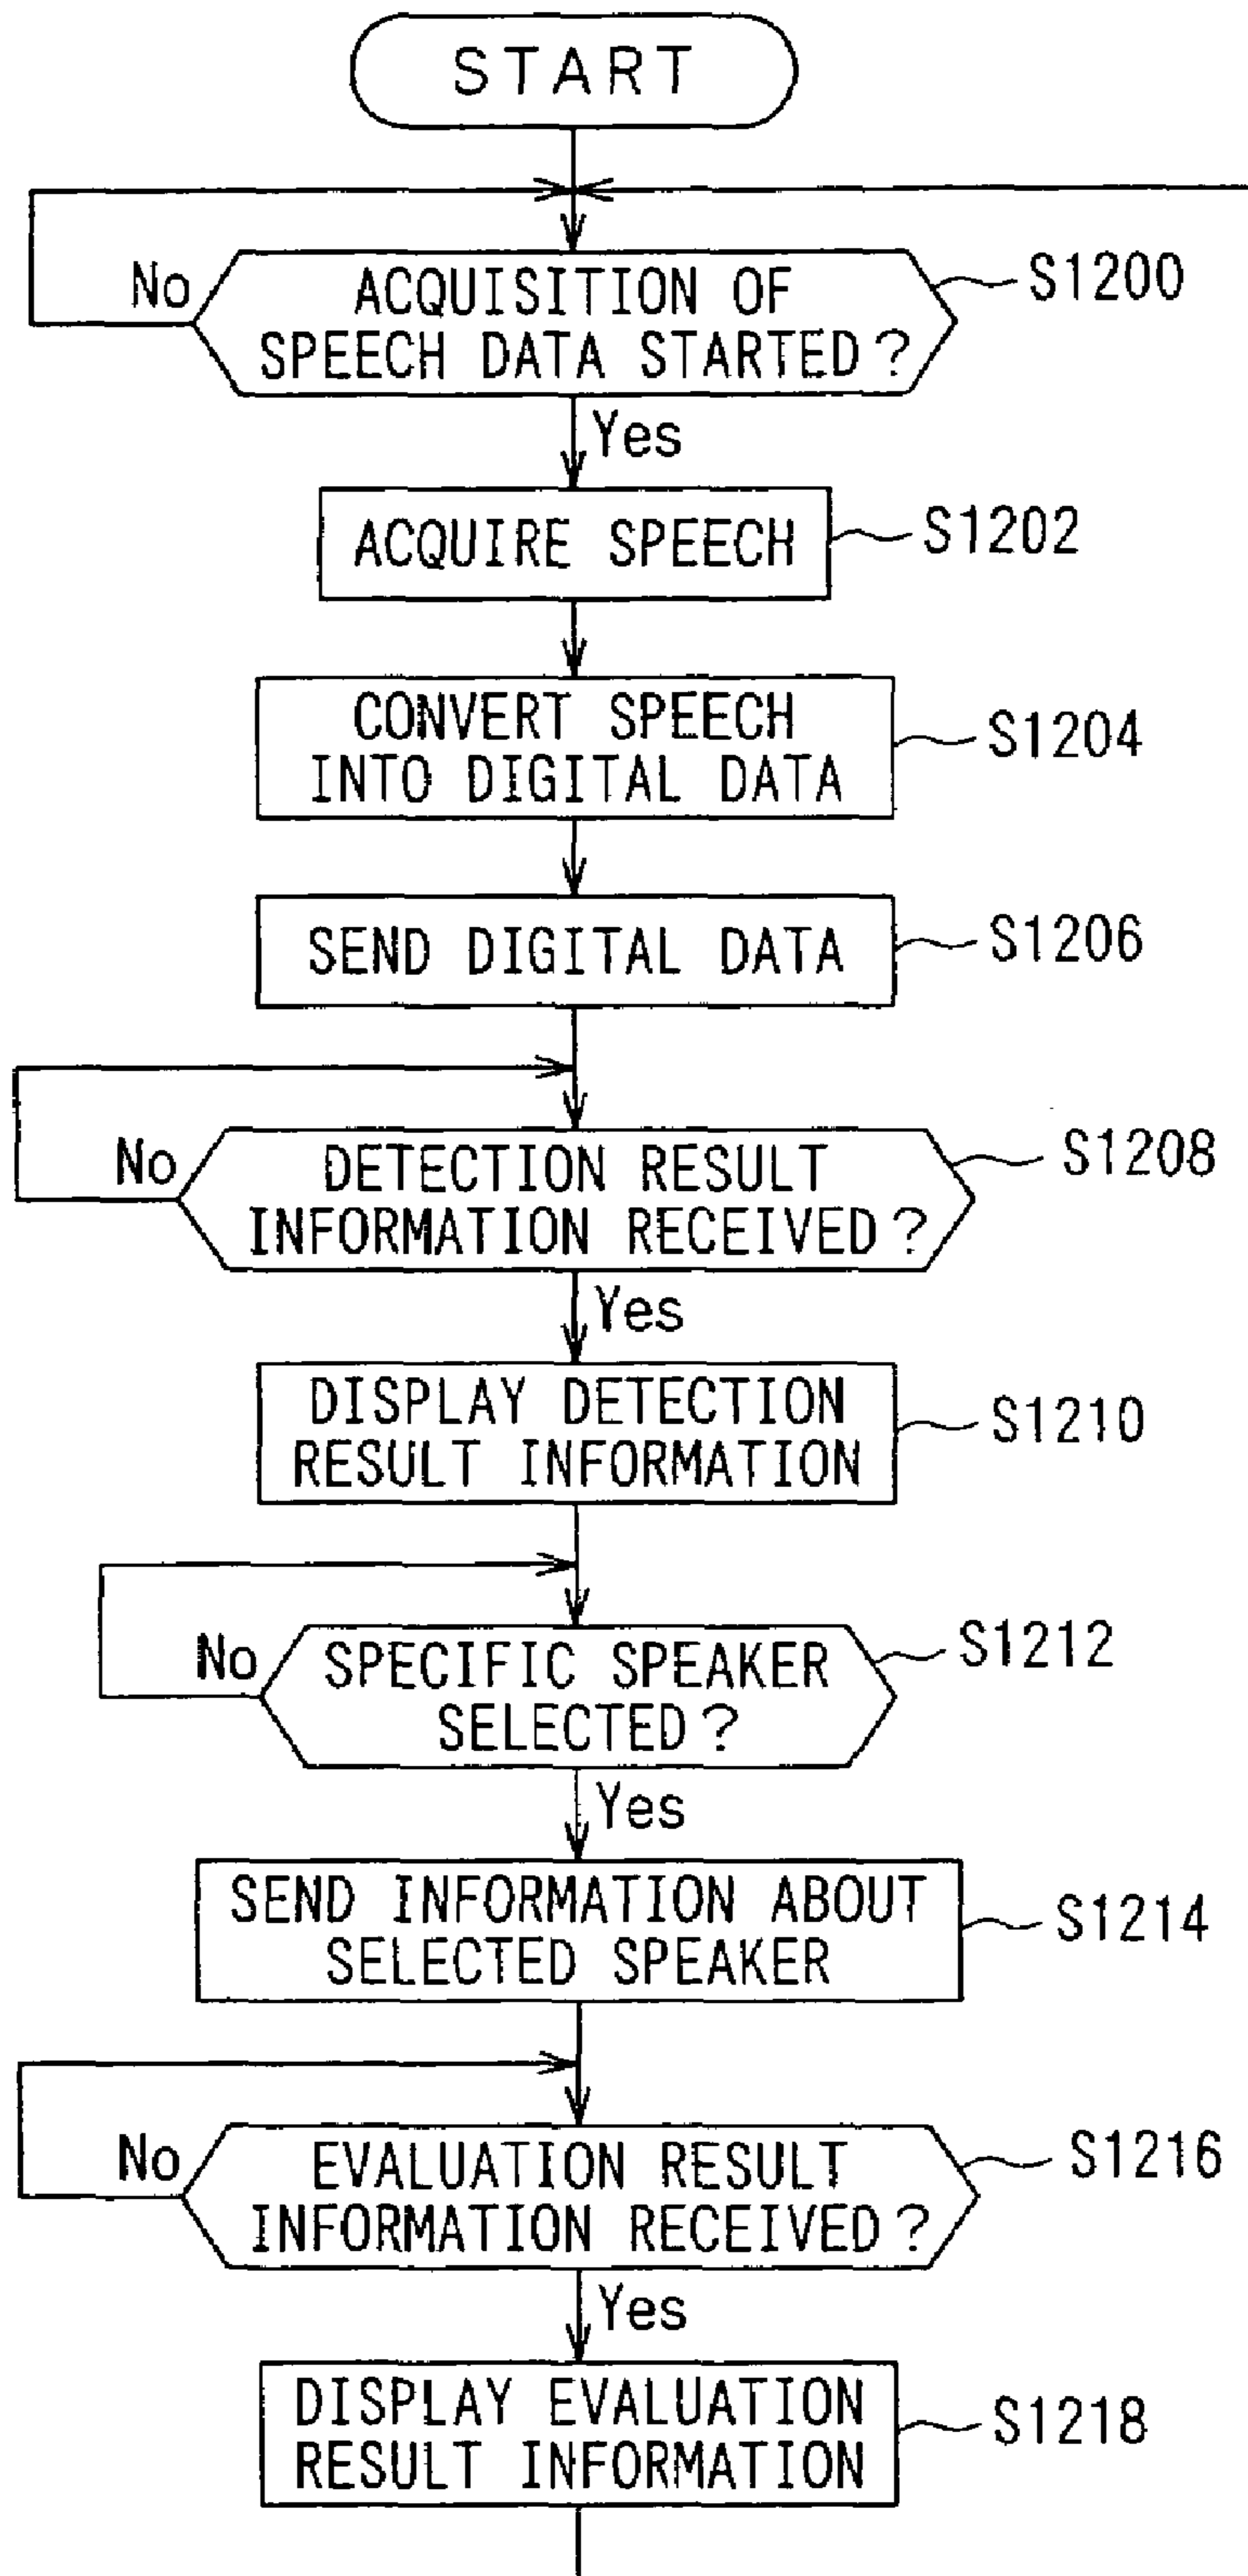 START
No
ACQUISITION OF
SPEECH DATA STARTED?
S1200
Yes
ACQUIRE SPEECH
S1202
CONVERT SPEECH
INTO DIGITAL DATA
S1204
SEND DIGITAL DATA
S1206
No
DETECTION RESULT
INFORMATION RECEIVED?
S1208
Yes
DISPLAY DETECTION
RESULT INFORMATION
S1210
No
SPECIFIC SPEAKER
SELECTED?
S1212
Yes
SEND INFORMATION ABOUT
SELECTED SPEAKER
S1214
No
EVALUATION RESULT
INFORMATION RECEIVED?
S1216
Yes
DISPLAY EVALUATION
RESULT INFORMATION
S1218